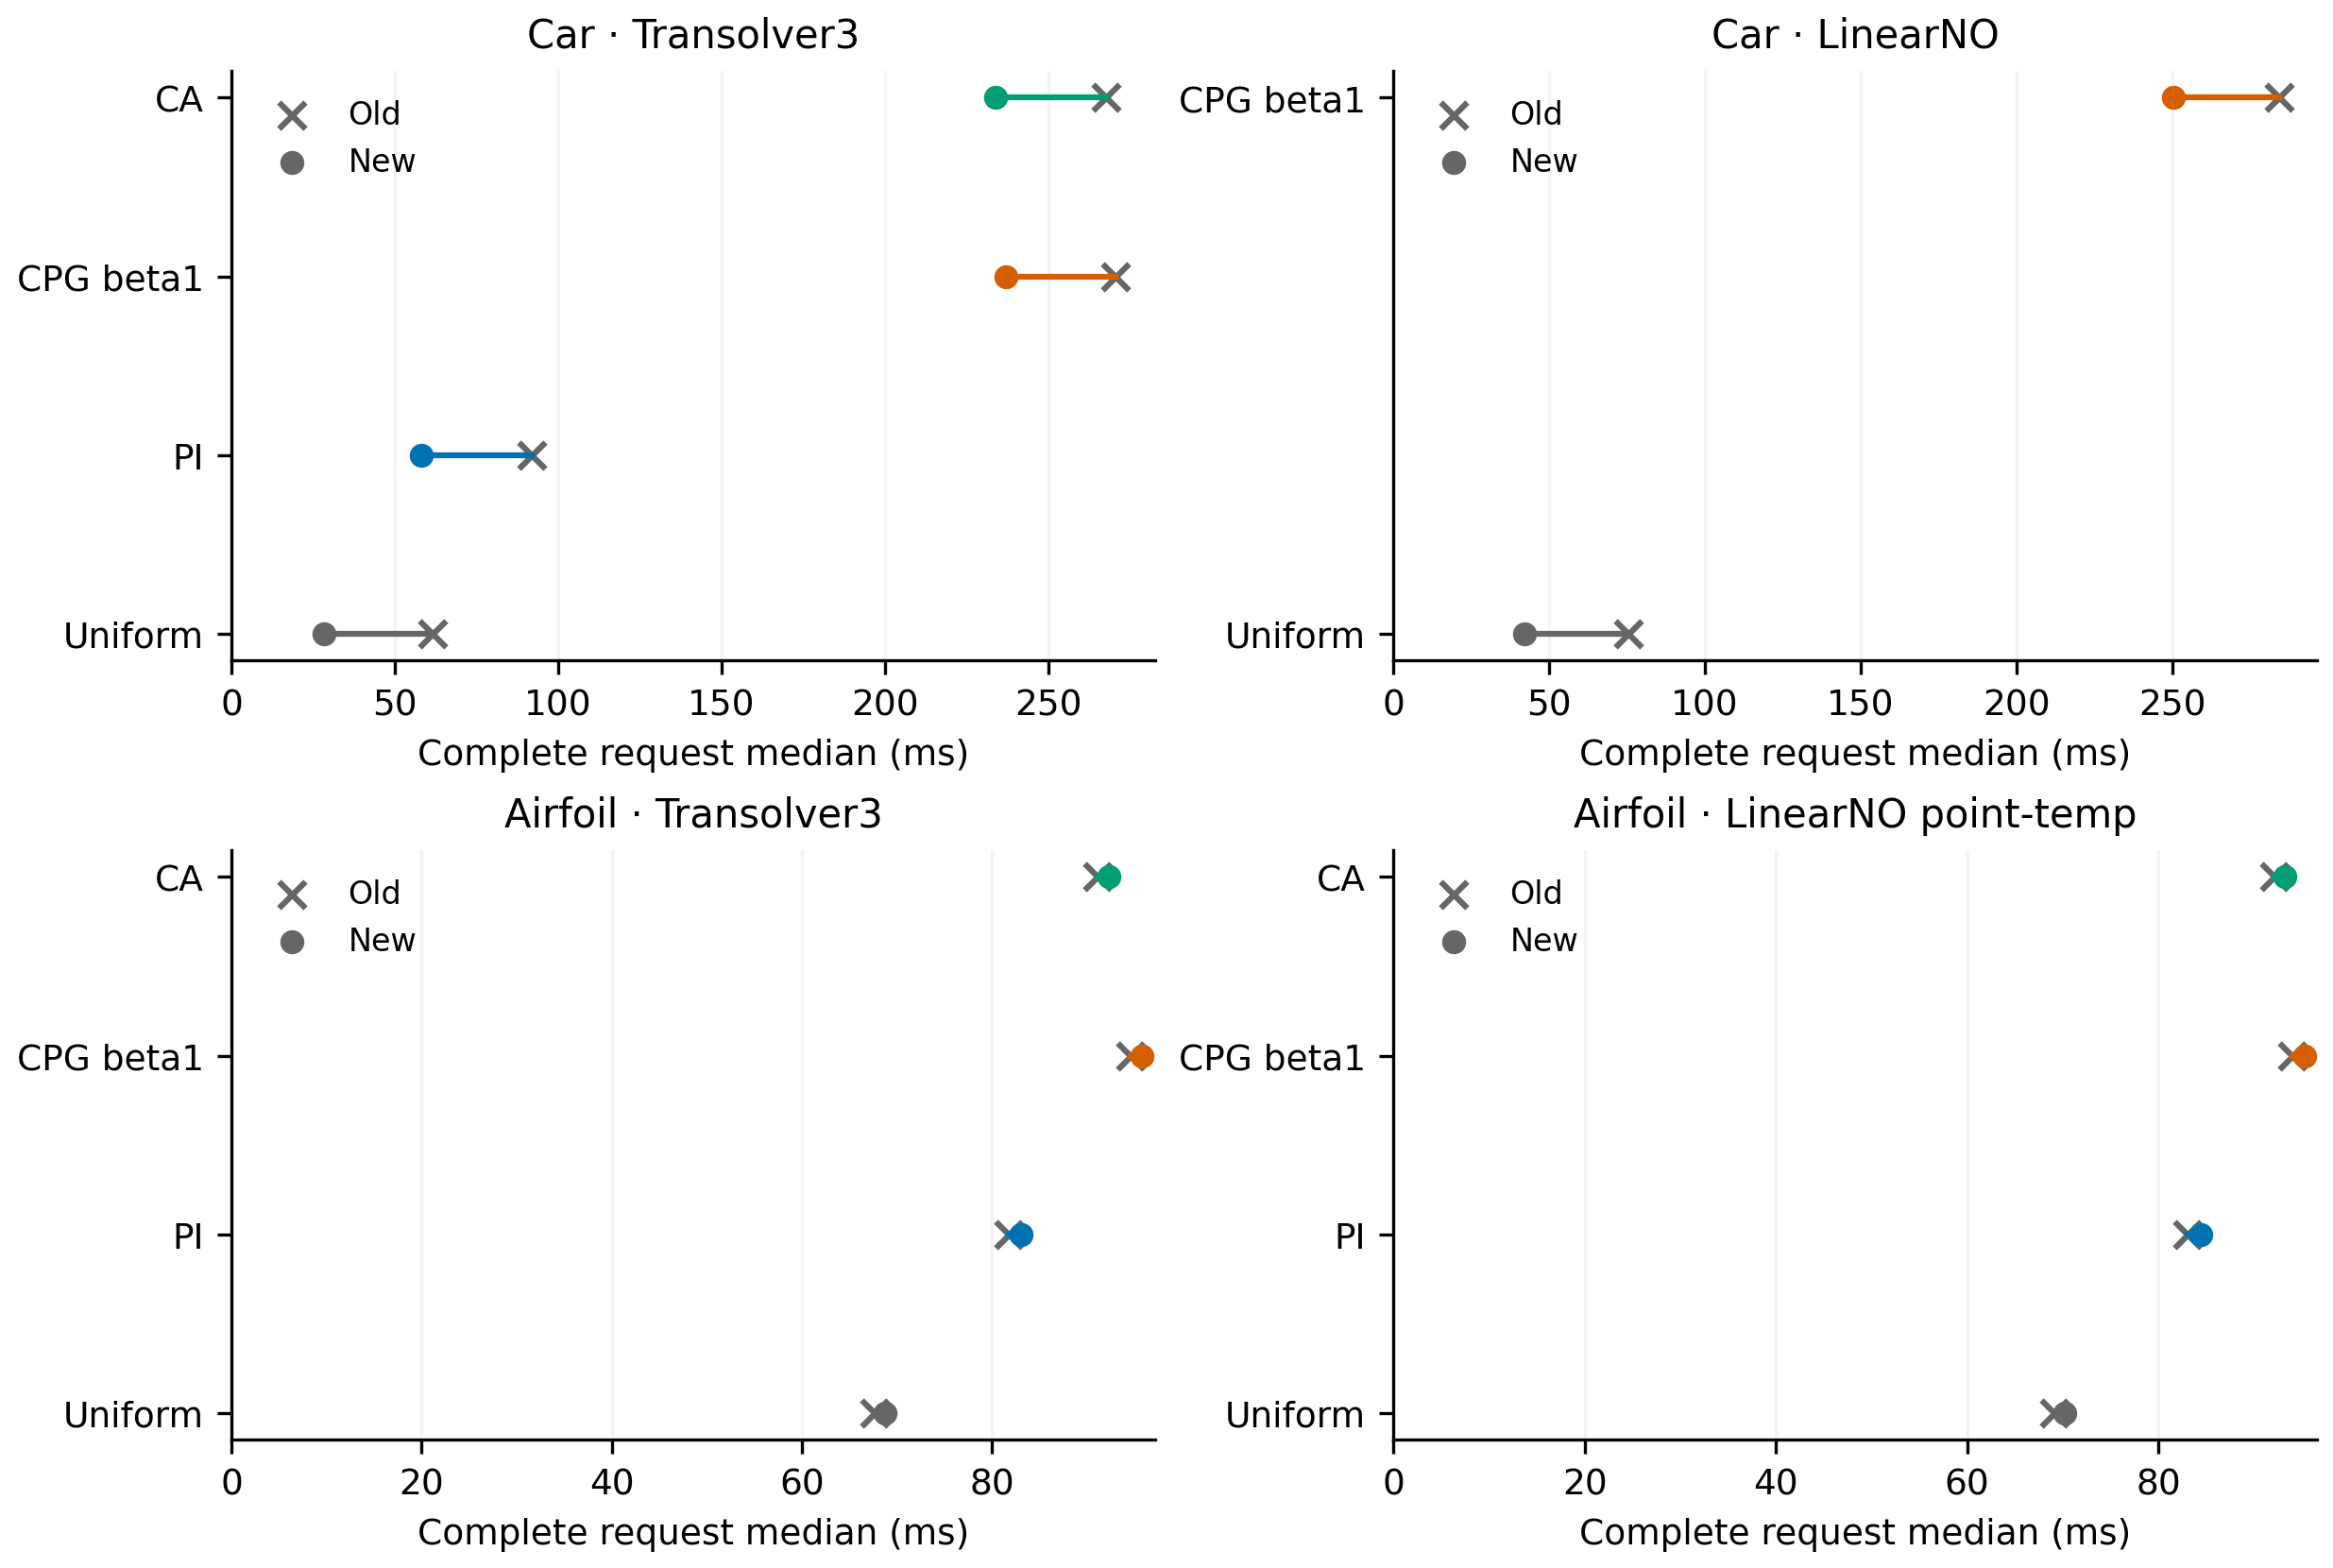 Car · Transolver3
CA
CPG beta1
PI
Uniform
Old
New
0 50 100 150 200 250
Complete request median (ms)
Car · LinearNO
CPG beta1
Uniform
Old
New
0 50 100 150 200 250
Complete request median (ms)
Airfoil · Transolver3
CA
CPG beta1
PI
Uniform
Old
New
0 20 40 60 80
Complete request median (ms)
Airfoil · LinearNO point-temp
CA
CPG beta1
PI
Uniform
Old
New
0 20 40 60 80
Complete request median (ms)